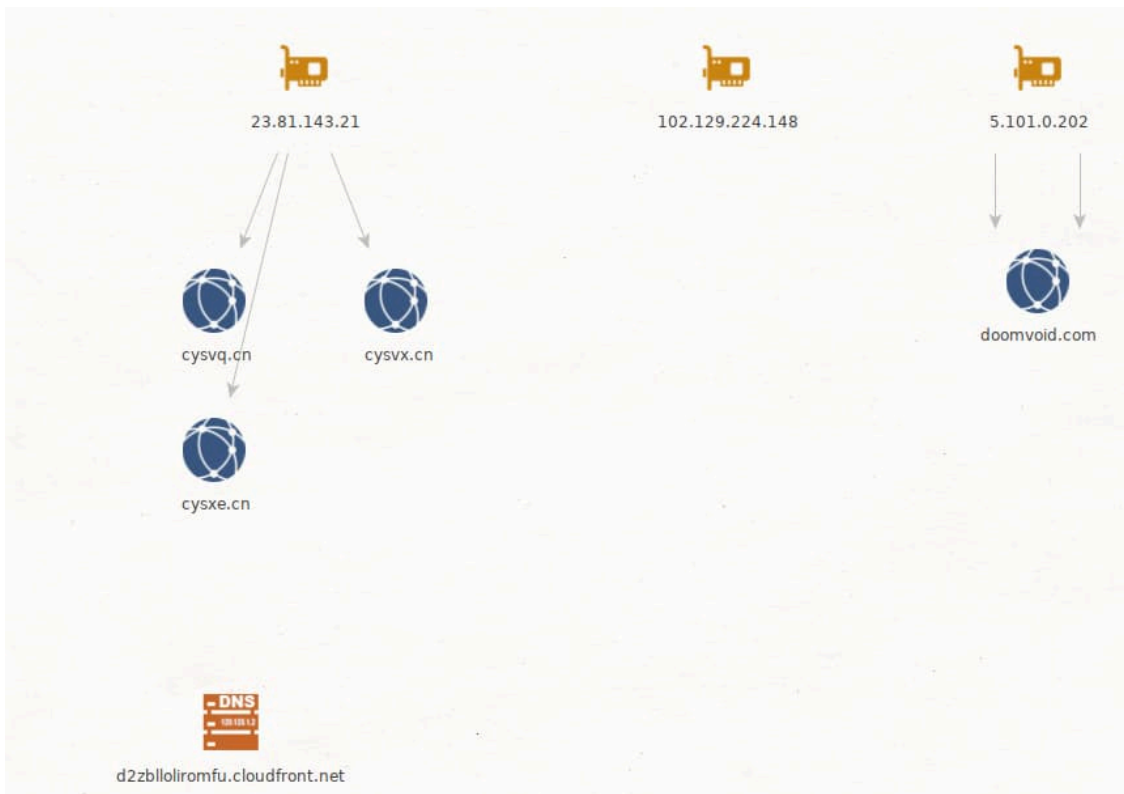 23.81.143.21
102.129.224.148
5.101.0.202
cysvq.cn
cysvx.cn
doomvoid.com
cysxe.cn
DNS
d2zblloliromfu.cloudfront.net